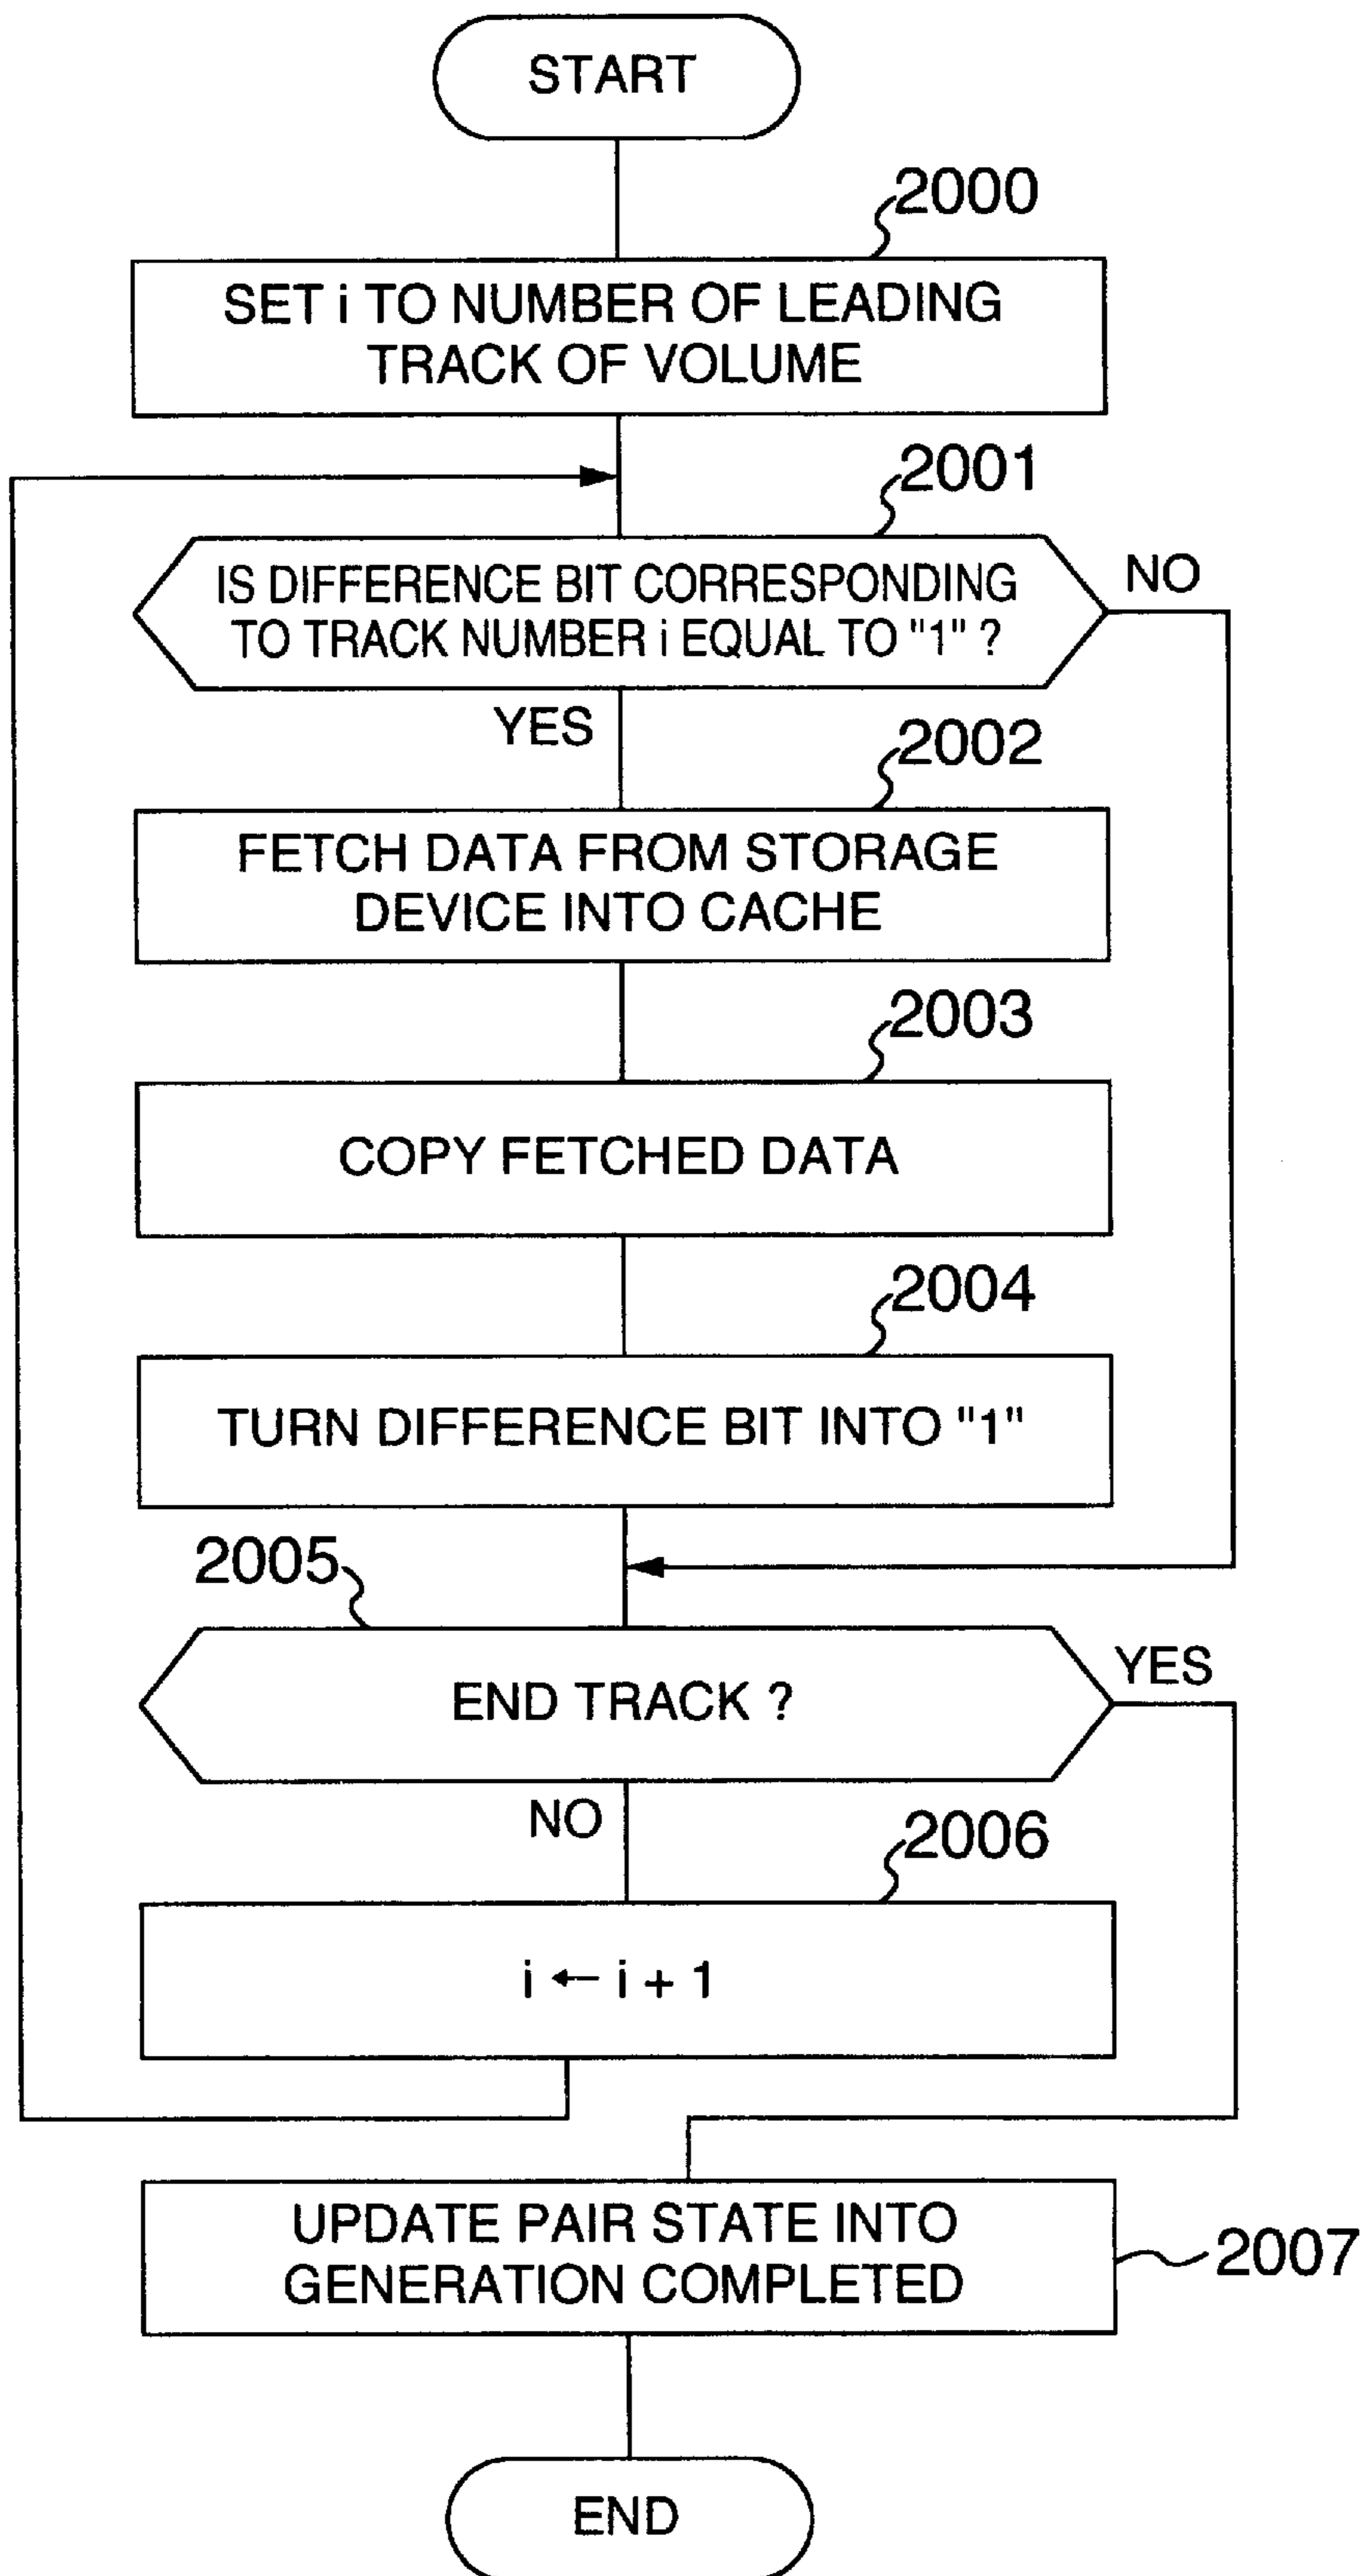 START
2000
SET i TO NUMBER OF LEADING
TRACK OF VOLUME
2001
IS DIFFERENCE BIT CORRESPONDING
TO TRACK NUMBER i EQUAL TO "1" ?
NO
YES
2002
FETCH DATA FROM STORAGE
DEVICE INTO CACHE
2003
COPY FETCHED DATA
2004
TURN DIFFERENCE BIT INTO "1"
2005
END TRACK ?
YES
NO
2006
i ← i + 1
UPDATE PAIR STATE INTO
GENERATION COMPLETED
2007
END